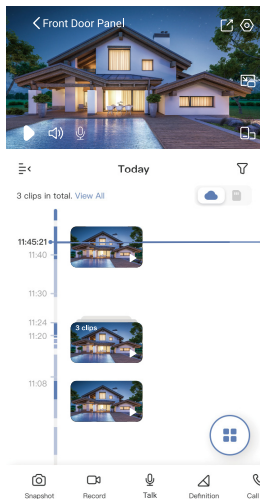 Front Door Panel
Today
3 clips in total. View All
11:45:21
11:40
11:30
11:24
3 clips
11:20
11:08
Snapshot
Record
Talk
Definition
Call